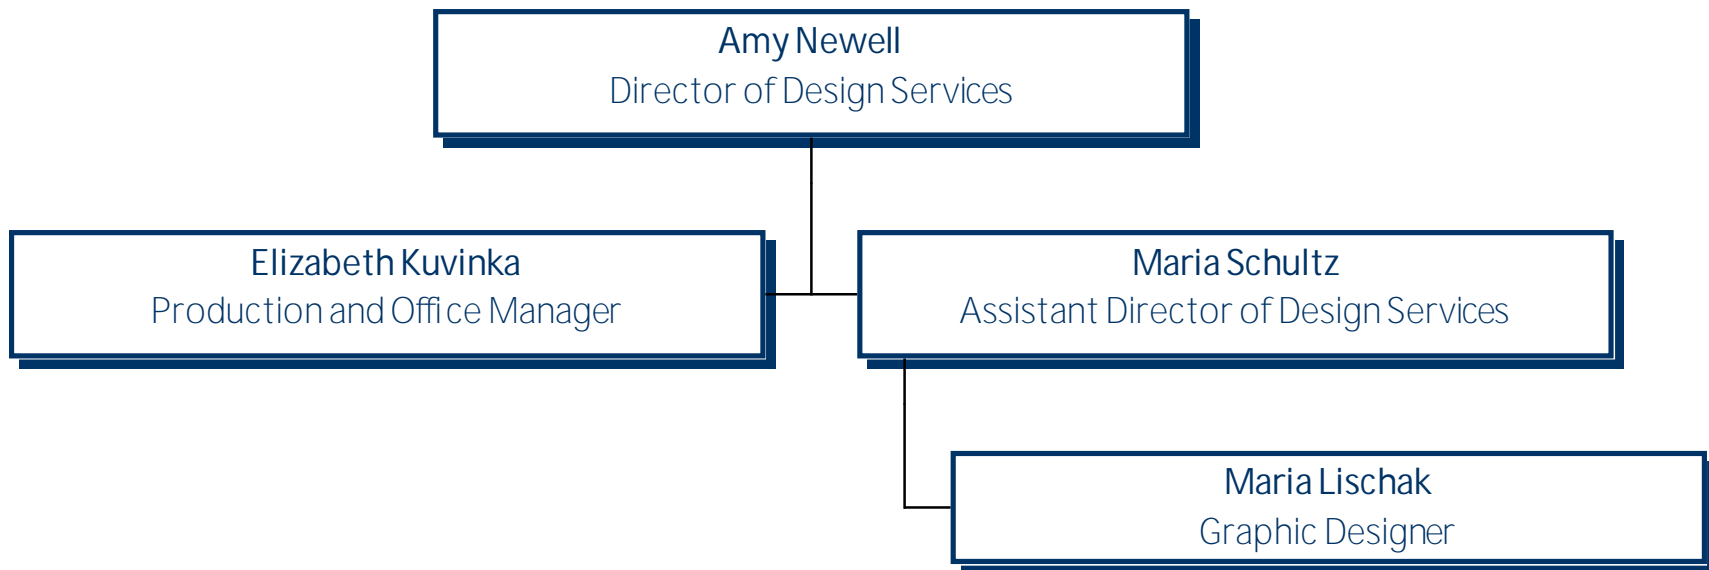 Amy Newell
Director of Design Services
Elizabeth Kuvinka
Production and Office Manager
Maria Schultz
Assistant Director of Design Services
Maria Lischak
Graphic Designer